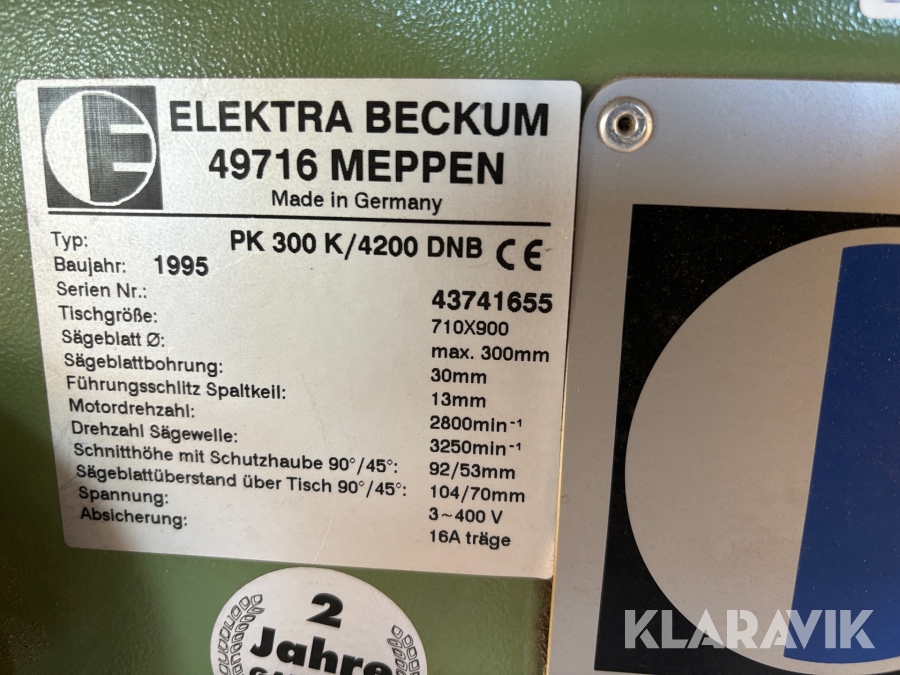 E
ELEKTRA BECKUM
49716 MEPPEN
Made in Germany
Typ: PK 300 K/4200 DNB CE
Baujahr: 1995
Serien Nr.: 43741655
Tischgröße: 710X900
Sägeblatt Ø: max. 300mm
Sägeblattbohrung: 30mm
Führungsschlitz Spaltkeil: 13mm
Motordrehzahl: 2800min⁻¹
Drehzahl Sägewelle: 3250min⁻¹
Schnitthöhe mit Schutzhaube 90°/45°: 92/53mm
Sägeblattüberstand über Tisch 90°/45°: 104/70mm
Spannung: 3~400 V
Absicherung: 16A träge
2
Jahre
KLARAVIK